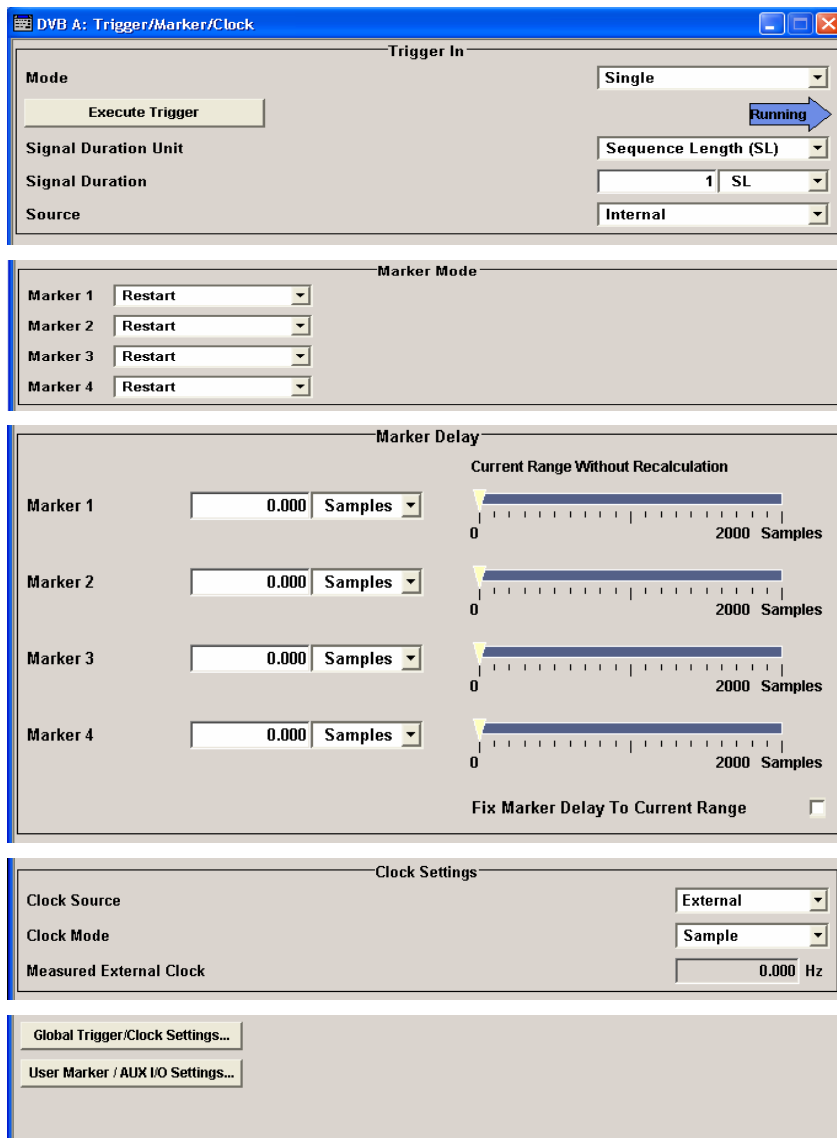 DVB A: Trigger/Marker/Clock
Trigger In
Mode Single
Execute Trigger Running
Signal Duration Unit Sequence Length (SL)
Signal Duration 1 SL
Source Internal
Marker Mode
Marker 1 Restart
Marker 2 Restart
Marker 3 Restart
Marker 4 Restart
Marker Delay
Current Range Without Recalculation
Marker 1 0.000 Samples
0 2000 Samples
Marker 2 0.000 Samples
0 2000 Samples
Marker 3 0.000 Samples
0 2000 Samples
Marker 4 0.000 Samples
0 2000 Samples
Fix Marker Delay To Current Range
Clock Settings
Clock Source External
Clock Mode Sample
Measured External Clock 0.000 Hz
Global Trigger/Clock Settings...
User Marker / AUX I/O Settings...